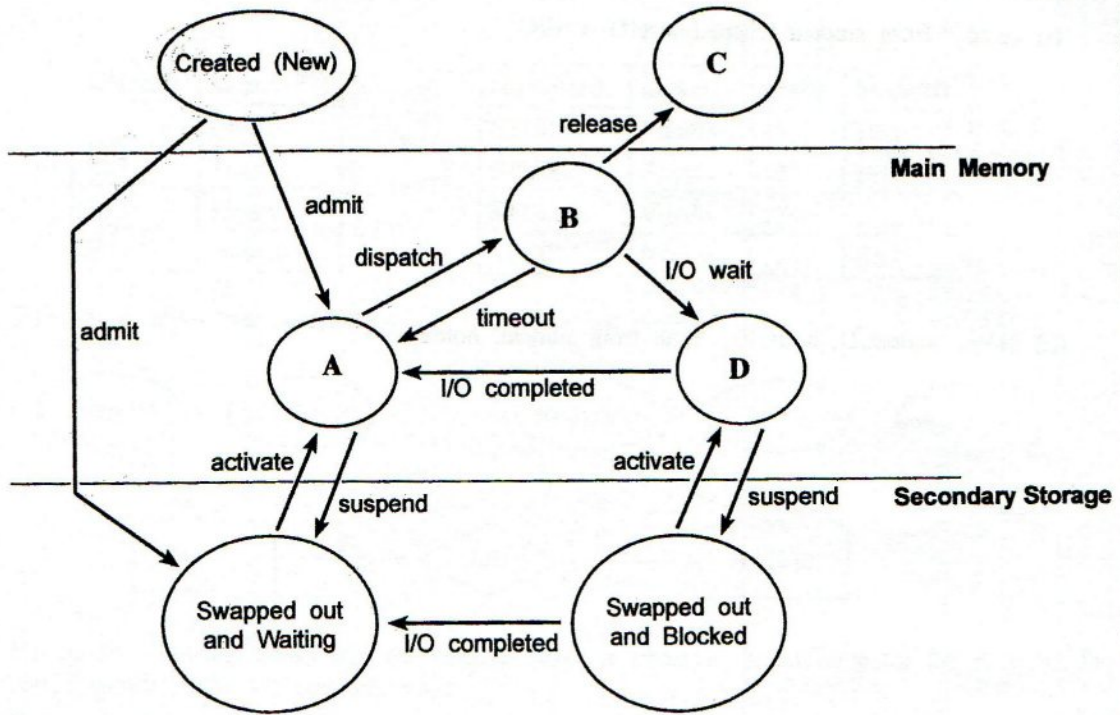 Created (New)
C
release
Main Memory
B
admit
dispatch
I/O wait
timeout
admit
A
D
I/O completed
activate
activate
suspend
suspend
Secondary Storage
Swapped out
and Waiting
Swapped out
and Blocked
I/O completed